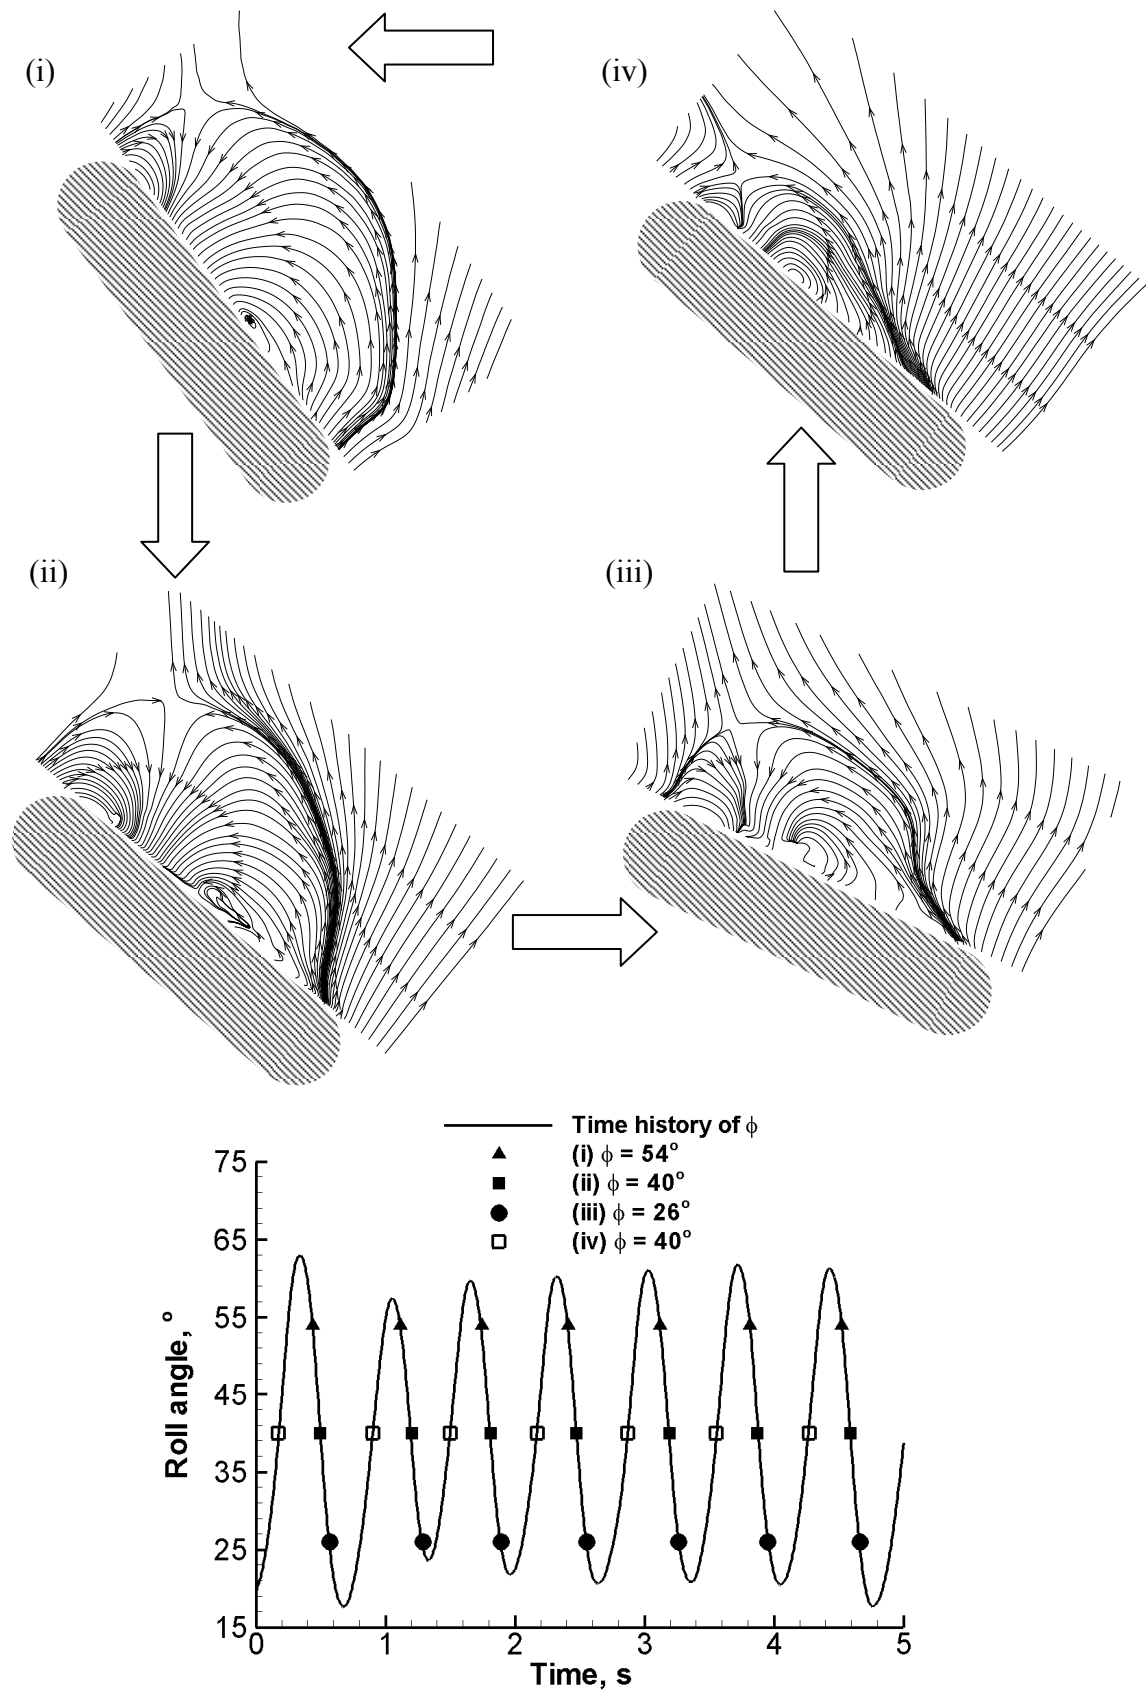 (i)
(iv)
(ii)
(iii)
Time history of ϕ
(i) ϕ = 54°
(ii) ϕ = 40°
(iii) ϕ = 26°
(iv) ϕ = 40°
75
65
55
45
35
25
15
Roll angle, °
0 1 2 3 4 5
Time, s